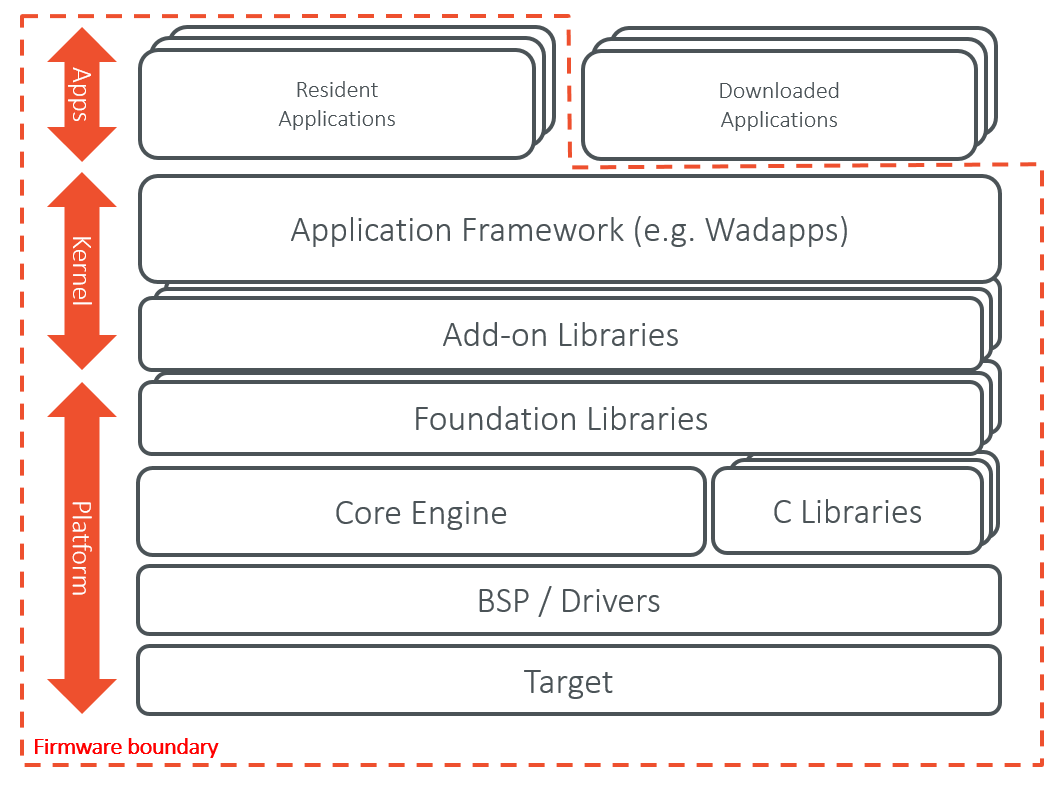 Apps
Resident
Applications
Downloaded
Applications
Kernel
Application Framework (e.g. Wadapps)
Add-on Libraries
Platform
Foundation Libraries
Core Engine
C Libraries
BSP / Drivers
Target
Firmware boundary